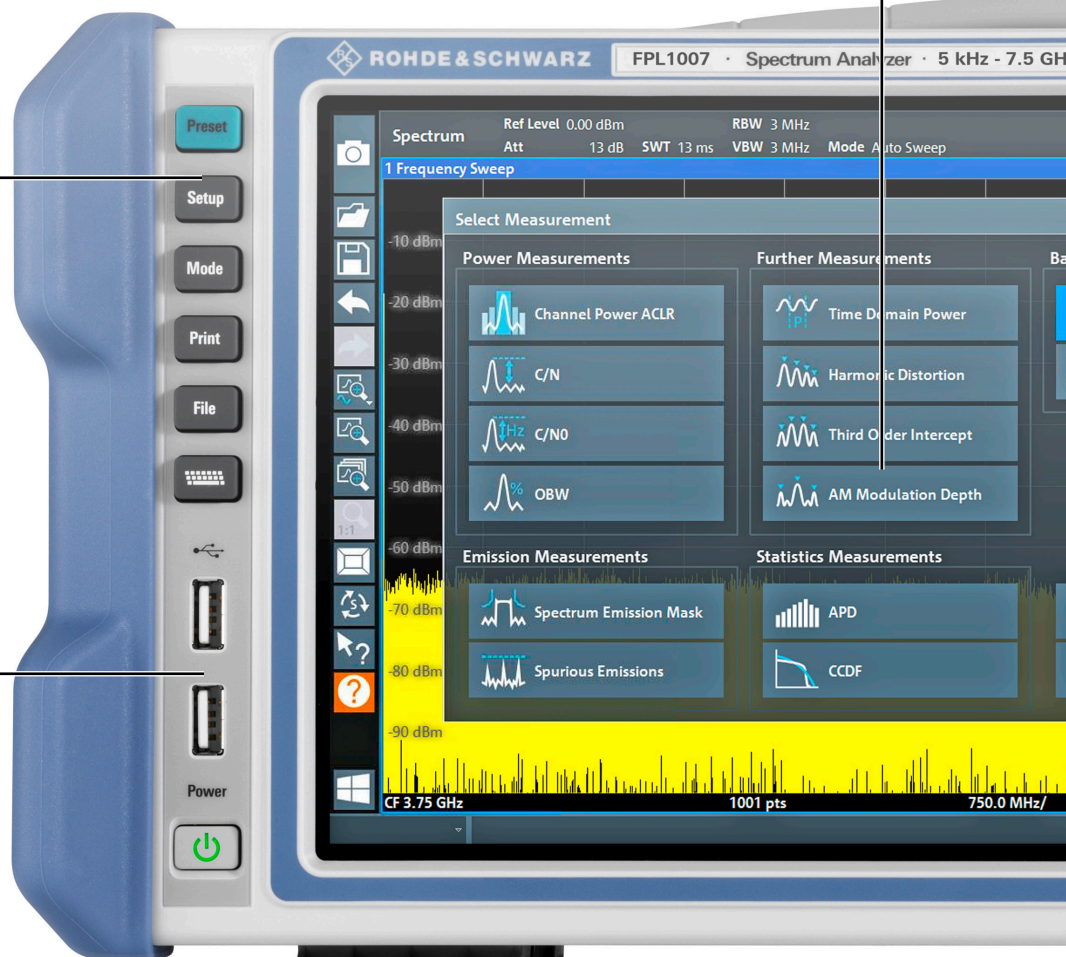 ROHDE & SCHWARZ
FPL1007 · Spectrum Analyzer · 5 kHz - 7.5 GH
Preset
Setup
Mode
Print
File
Power
Spectrum
Ref Level 0.00 dBm RBW 3 MHz
Att 13 dB SWT 13 ms VBW 3 MHz Mode Auto Sweep
1 Frequency Sweep
Select Measurement
-10 dBm
-20 dBm
-30 dBm
-40 dBm
-50 dBm
-60 dBm
-70 dBm
-80 dBm
-90 dBm
Power Measurements
Channel Power ACLR
C/N
Hz
C/N0
%
OBW
Further Measurements
P
Time Domain Power
Harmonic Distortion
Third Order Intercept
AM Modulation Depth
Ba
Emission Measurements
Spectrum Emission Mask
Spurious Emissions
Statistics Measurements
APD
CCDF
1:1
S
?
?
CF 3.75 GHz 1001 pts 750.0 MHz/